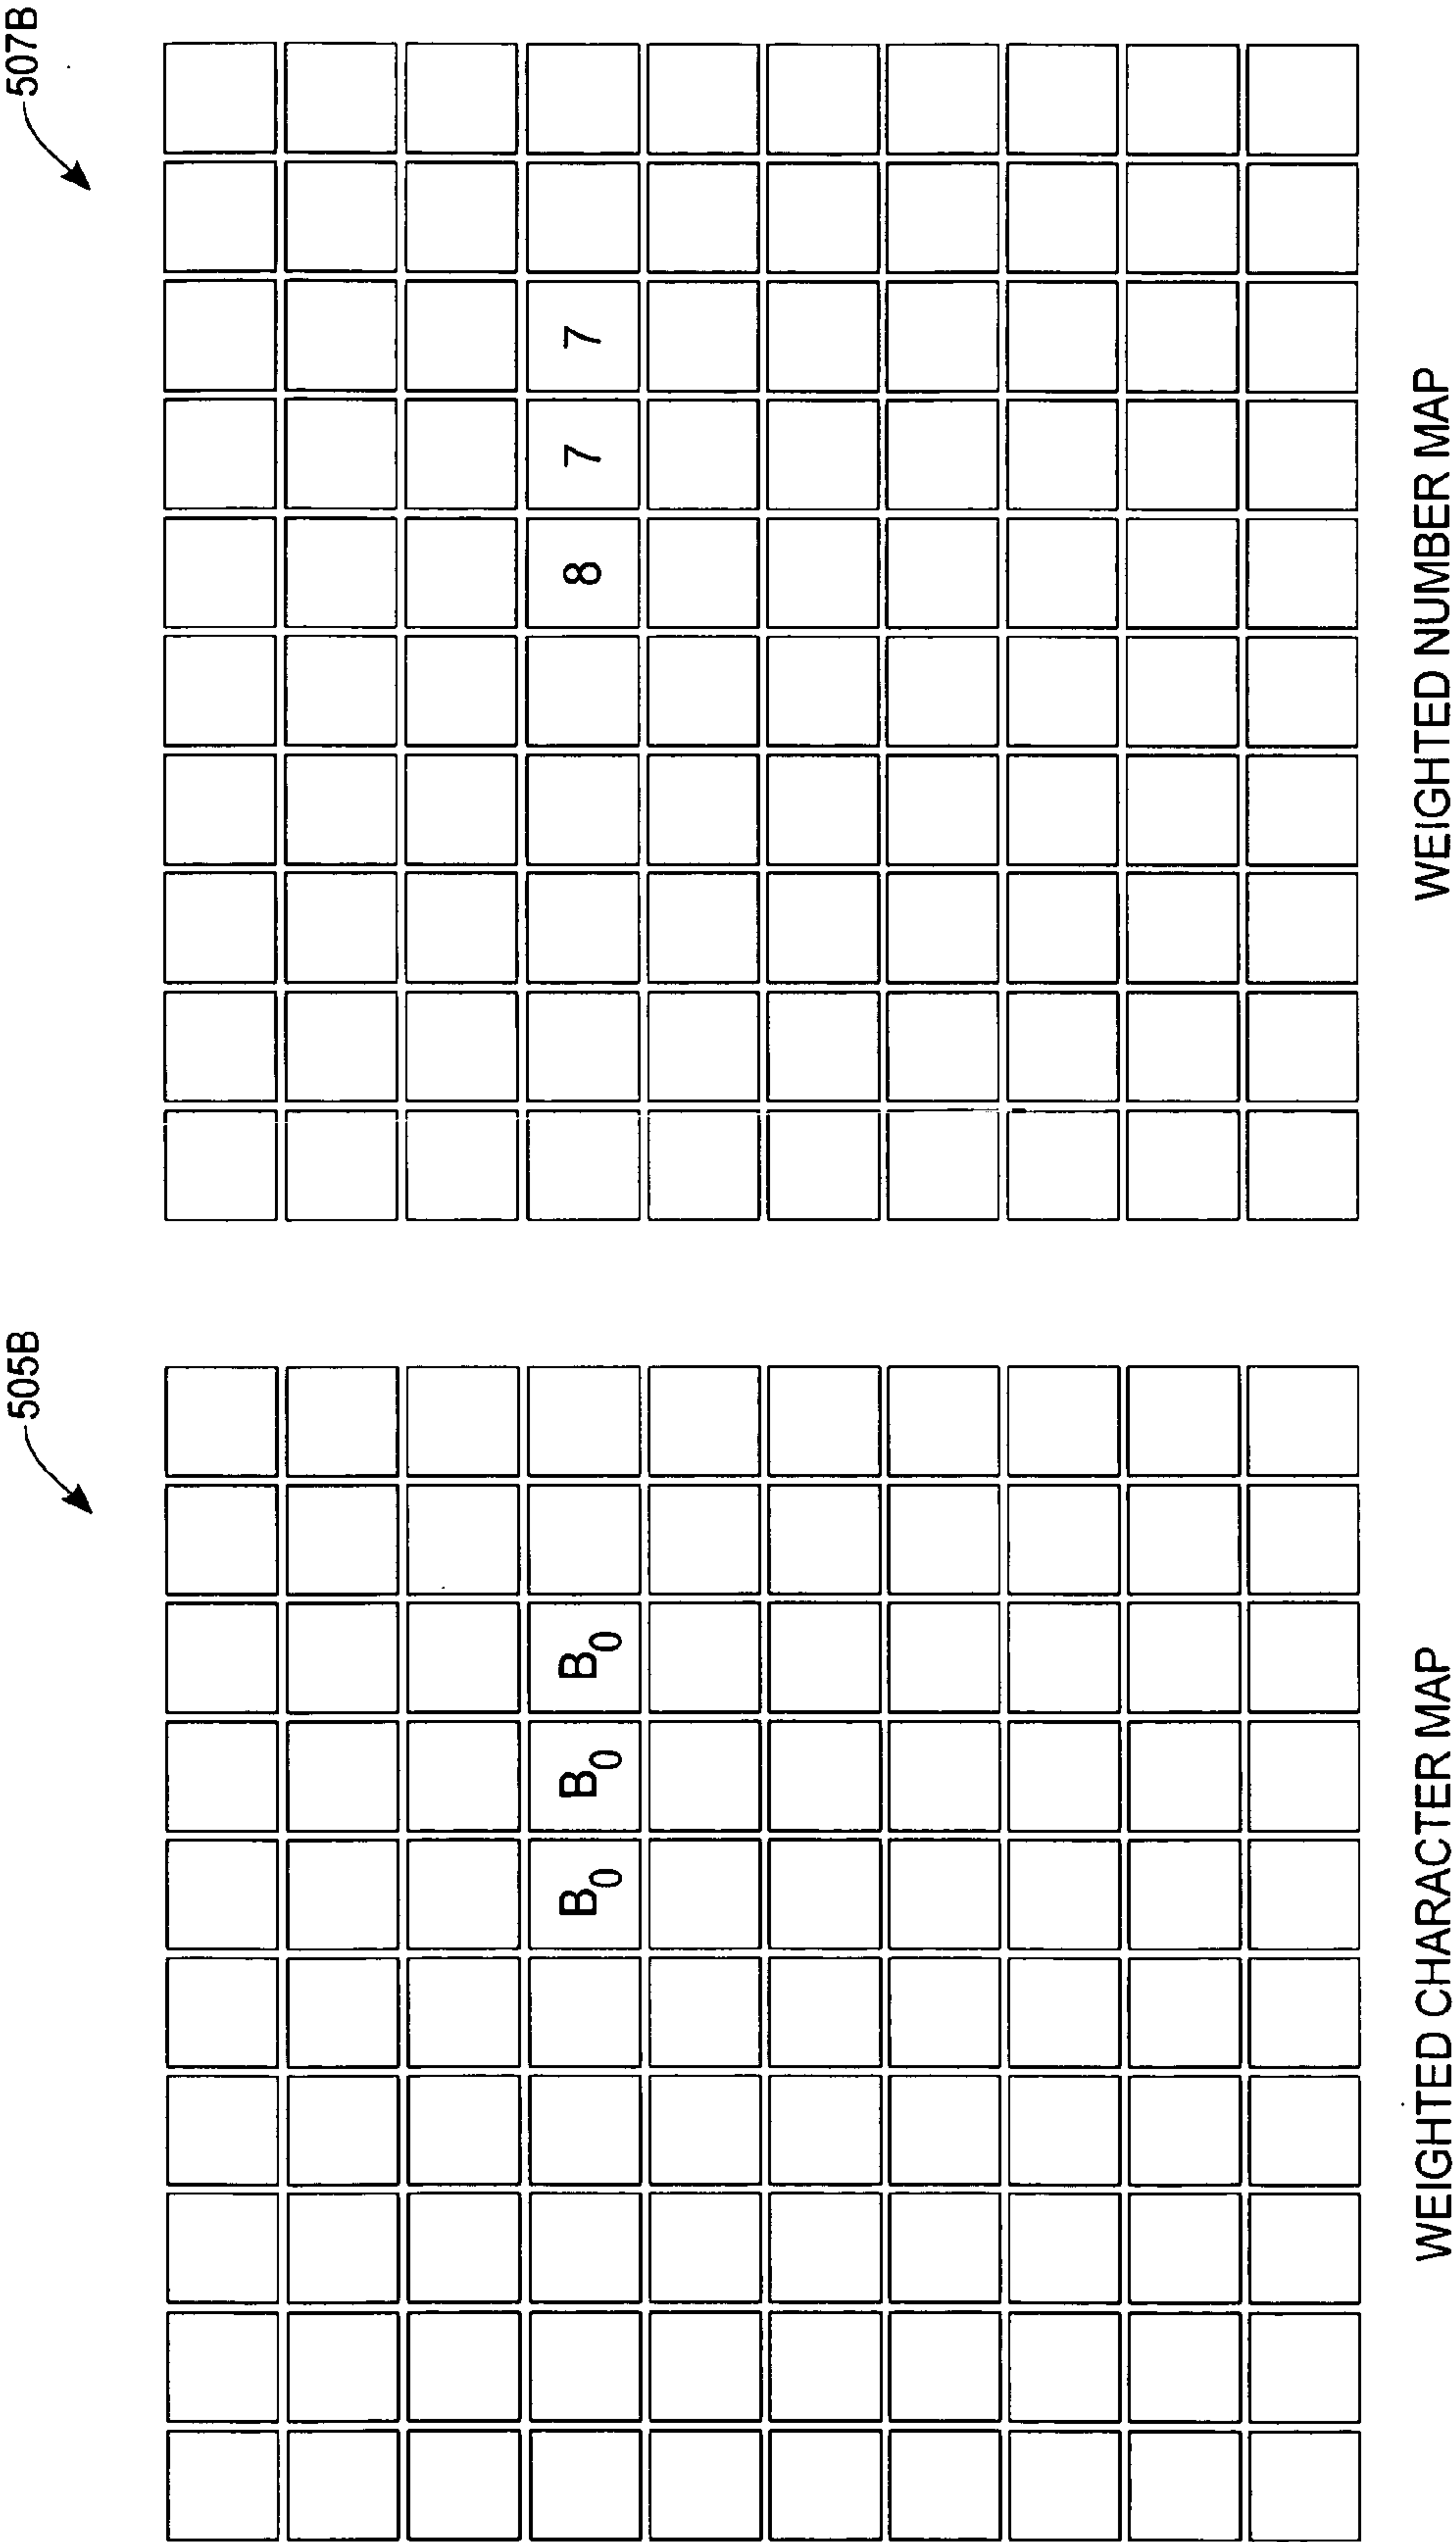 505B
B₀ B₀ B₀
WEIGHTED CHARACTER MAP
507B
8 7 7
WEIGHTED NUMBER MAP